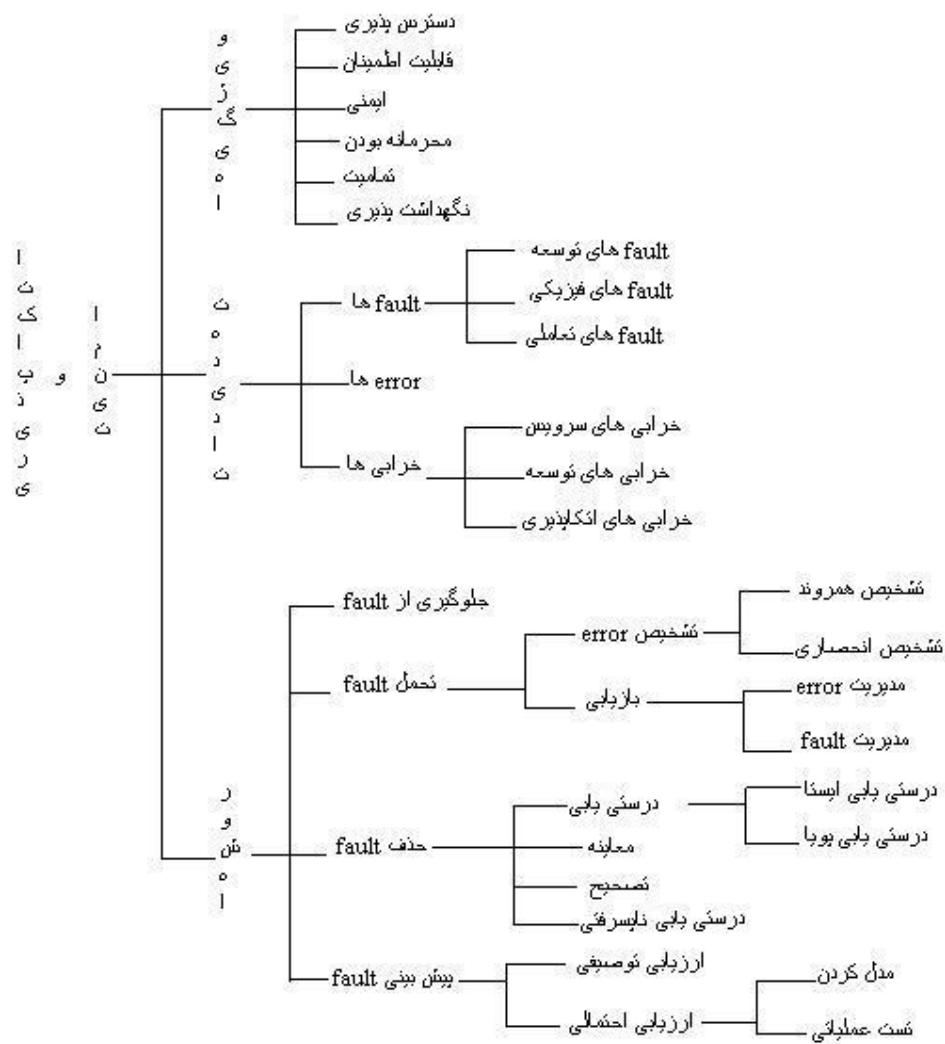 اتکاپذیری
و
امنیت
ویژگی ها
دسترس پذیری
قابلیت اطمینان
ایمنی
محرمانه بودن
تمامیت
نگهداشت پذیری
تهدیدات
fault ها
fault های توسعه
fault های فیزیکی
fault های تعاملی
error ها
خرابی ها
خرابی های سرویس
خرابی های توسعه
خرابی های اتکاپذیری
روش ها
جلوگیری از fault
تحمل fault
تشخیص error
تشخیص همروند
تشخیص انحصاری
بازیابی
مدیریت error
مدیریت fault
حذف fault
درستی یابی
درستی یابی ایستا
درستی یابی پویا
معاینه
تصحیح
درستی یابی ناپسرفتی
پیش بینی fault
ارزیابی توصیفی
ارزیابی احتمالی
مدل کردن
تست عملیاتی